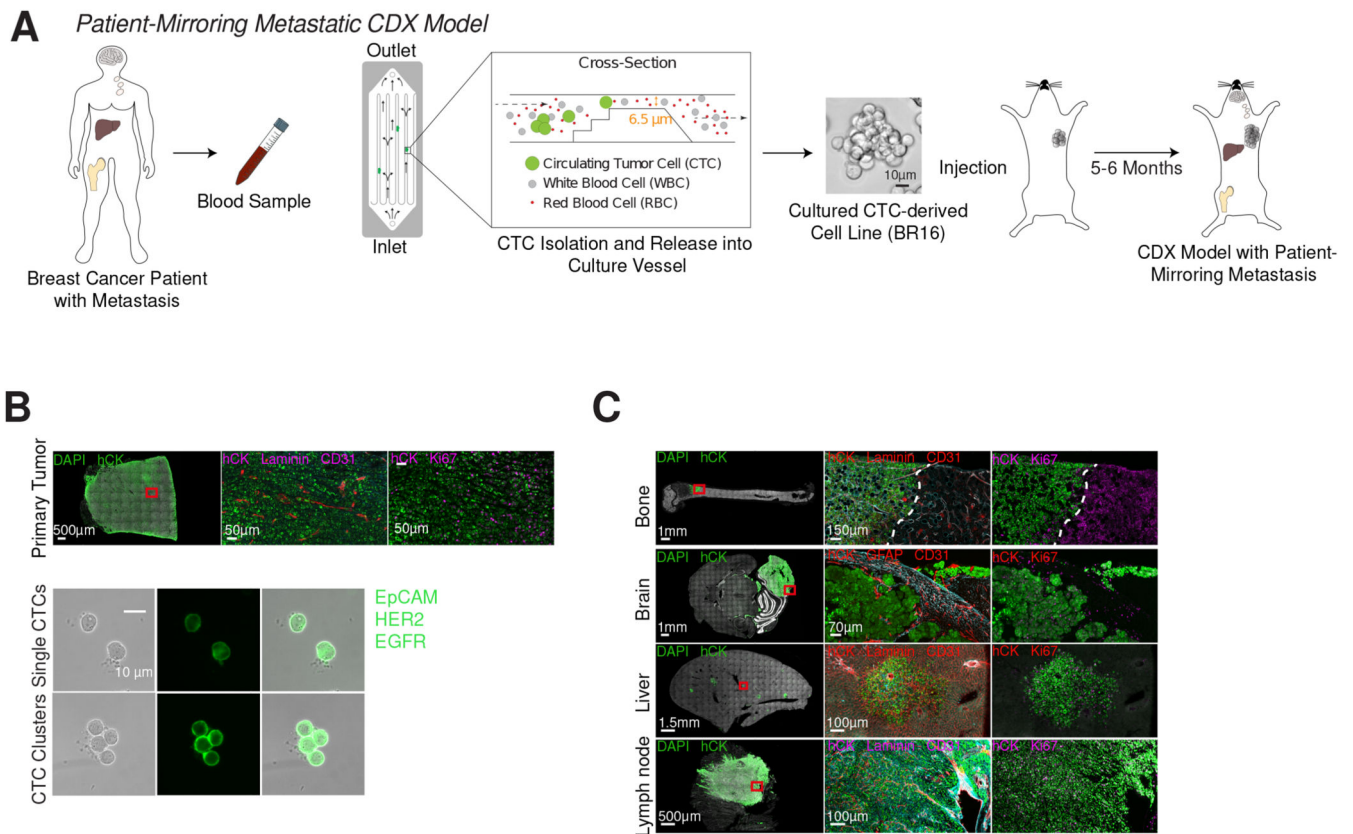 A
Patient-Mirroring Metastatic CDX Model
Breast Cancer Patient
with Metastasis
Blood Sample
Outlet
Inlet
Cross-Section
6.5 µm
Circulating Tumor Cell (CTC)
White Blood Cell (WBC)
Red Blood Cell (RBC)
CTC Isolation and Release into
Culture Vessel
10µm
Cultured CTC-derived
Cell Line (BR16)
Injection
5-6 Months
CDX Model with Patient-
Mirroring Metastasis
B
Primary Tumor
DAPI hCK
500µm
hCK Laminin CD31
50µm
hCK Ki67
50µm
Single CTCs
10 µm
EpCAM
HER2
EGFR
CTC Clusters
C
Bone
DAPI hCK
1mm
hCK Laminin CD31
150µm
hCK Ki67
Brain
DAPI hCK
1mm
hCK GFAP CD31
70µm
hCK Ki67
Liver
DAPI hCK
1.5mm
hCK Laminin CD31
100µm
hCK Ki67
Lymph node
DAPI hCK
500µm
hCK Laminin CD31
100µm
hCK Ki67